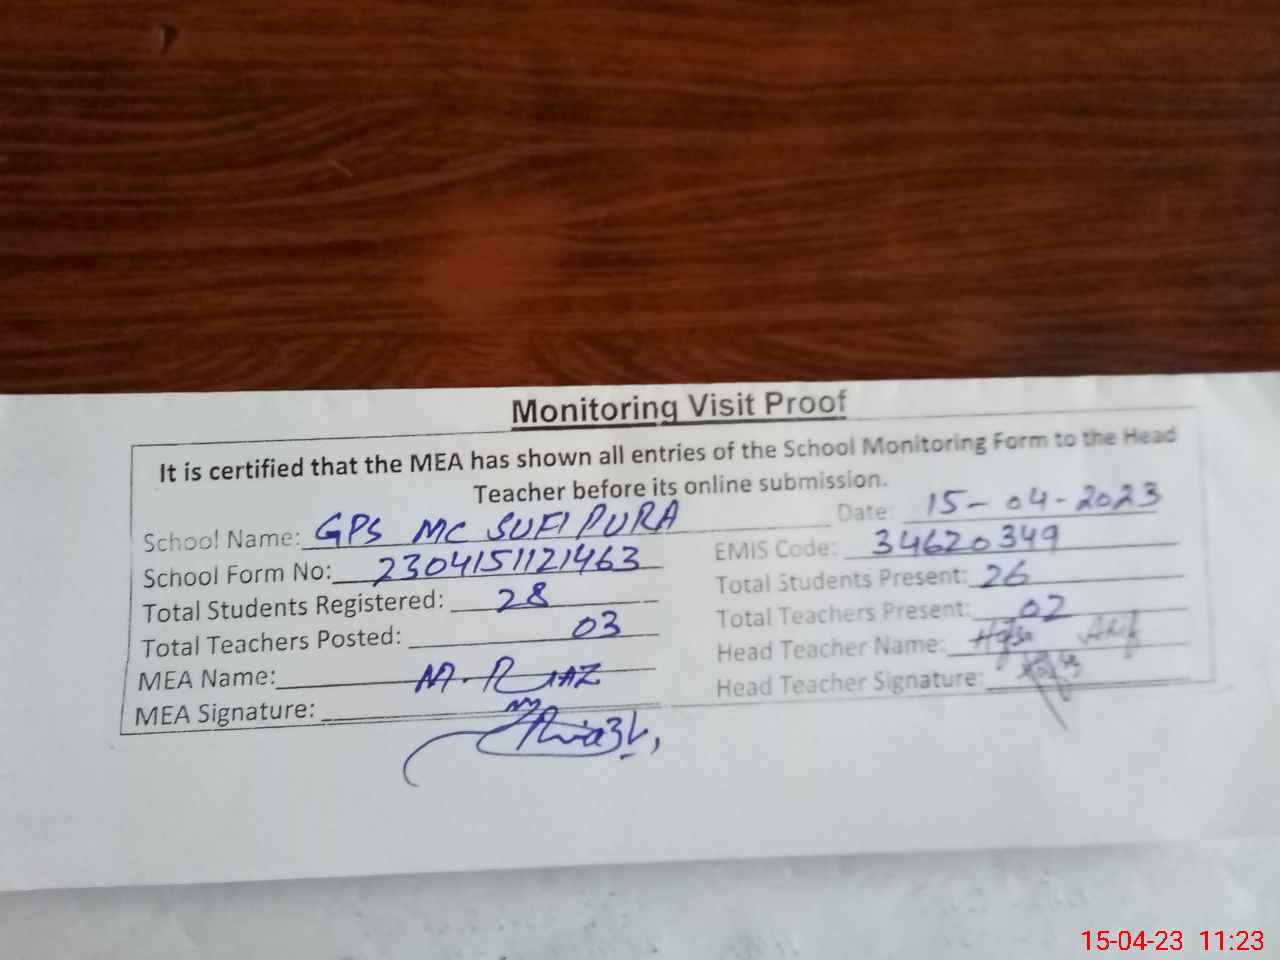 Monitoring Visit Proof
It is certified that the MEA has shown all entries of the School Monitoring Form to the Head
Teacher before its online submission.
School Name: GPS MC SUFI PURA Date: 15-04-2023
School Form No: 2304151121463 EMIS Code: 34620349
Total Students Registered: 28 Total Students Present: 26
Total Teachers Posted: 03 Total Teachers Present: 02
MEA Name: M. RIAZ Head Teacher Name: Hafsa Arif
MEA Signature: Head Teacher Signature:
15-04-23 11:23